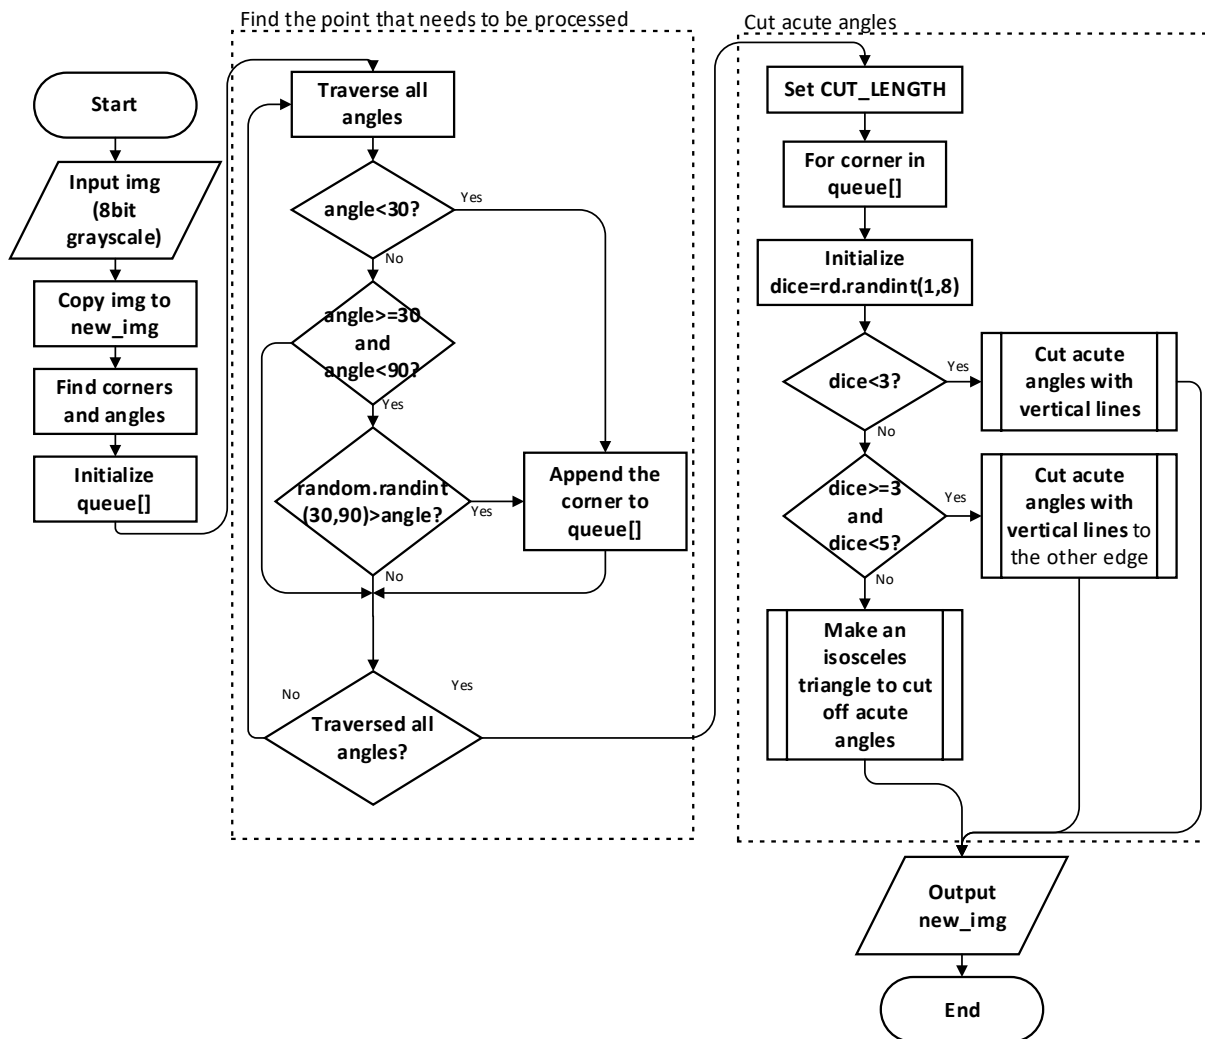 Find the point that needs to be processed
Cut acute angles
Start
Input img
(8bit
grayscale)
Copy img to
new_img
Find corners
and angles
Initialize
queue[]
Traverse all
angles
angle<30?
Yes
No
angle>=30
and
angle<90?
Yes
random.randint
(30,90)>angle?
Yes
No
Append the
corner to
queue[]
No
Yes
Traversed all
angles?
Set CUT_LENGTH
For corner in
queue[]
Initialize
dice=rd.randint(1,8)
dice<3?
Yes
No
Cut acute
angles with
vertical lines
dice>=3
and
dice<5?
Yes
No
Cut acute
angles with
vertical lines to
the other edge
Make an
isosceles
triangle to cut
off acute
angles
Output
new_img
End